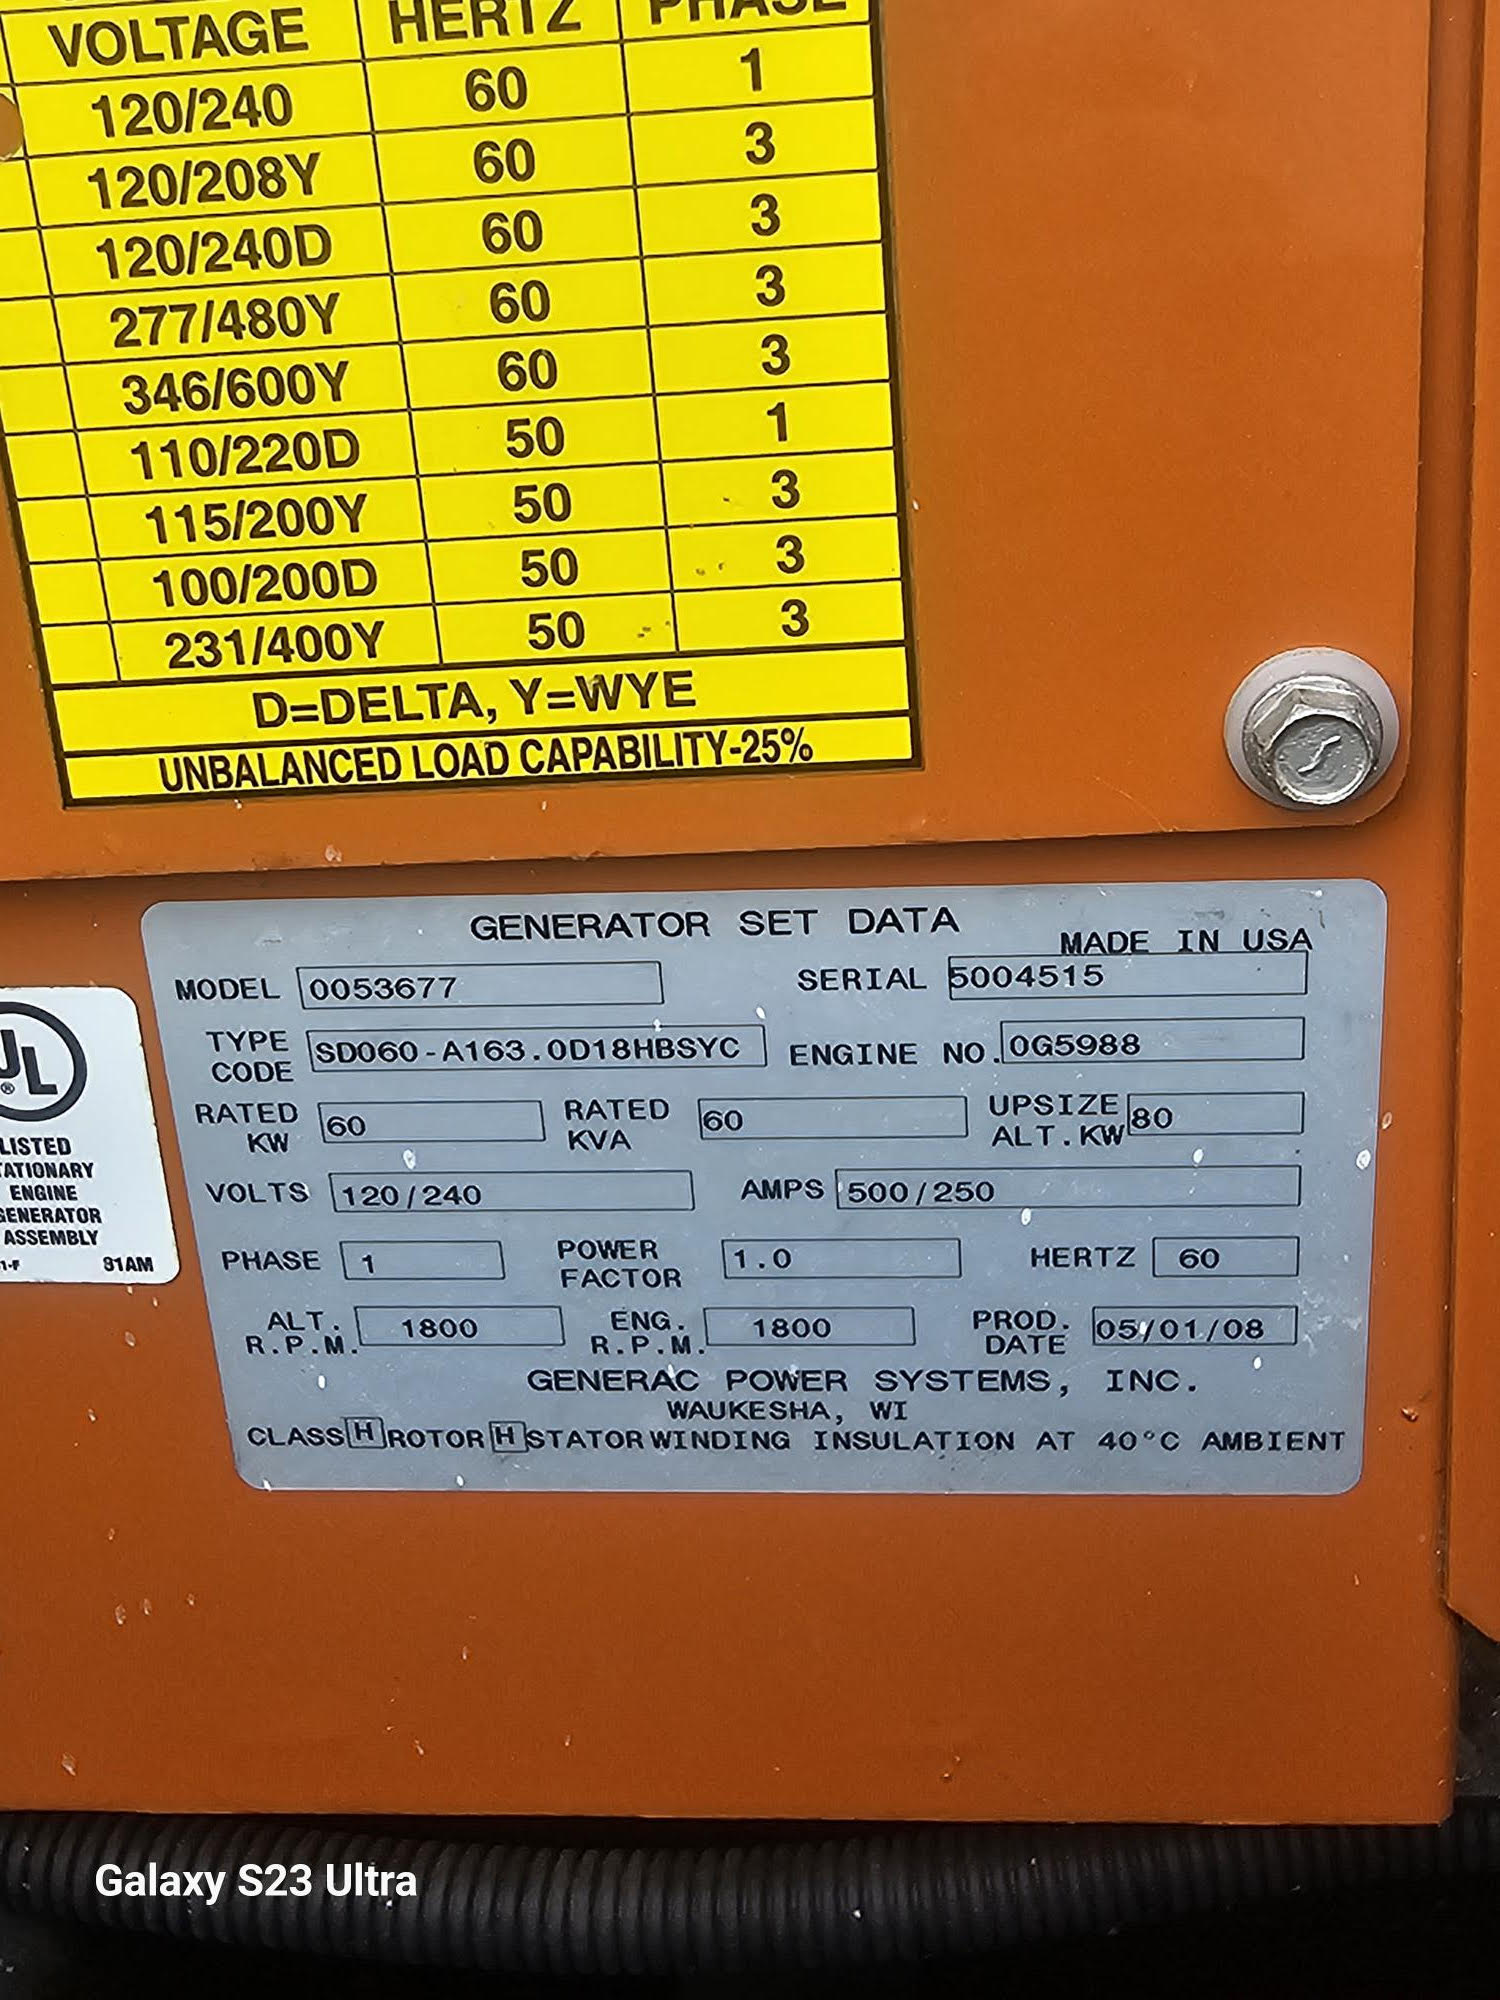 VOLTAGE HERTZ PHASE
120/240 60 1
120/208Y 60 3
120/240D 60 3
277/480Y 60 3
346/600Y 60 3
110/220D 50 1
115/200Y 50 3
100/200D 50 3
231/400Y 50 3
D=DELTA, Y=WYE
UNBALANCED LOAD CAPABILITY-25%
GENERATOR SET DATA
MADE IN USA
MODEL 0053677 SERIAL 5004515
TYPE CODE SD060-A163.0D18HBSYC ENGINE NO. 0G5988
RATED KW 60 RATED KVA 60 UPSIZE ALT.KW 80
VOLTS 120/240 AMPS 500/250
PHASE 1 POWER FACTOR 1.0 HERTZ 60
ALT. R.P.M. 1800 ENG. R.P.M. 1800 PROD. DATE 05/01/08
GENERAC POWER SYSTEMS, INC.
WAUKESHA, WI
CLASS H ROTOR H STATOR WINDING INSULATION AT 40°C AMBIENT
UL
®
LISTED
ATIONARY
ENGINE
GENERATOR
ASSEMBLY
1-F 91AM
Galaxy S23 Ultra